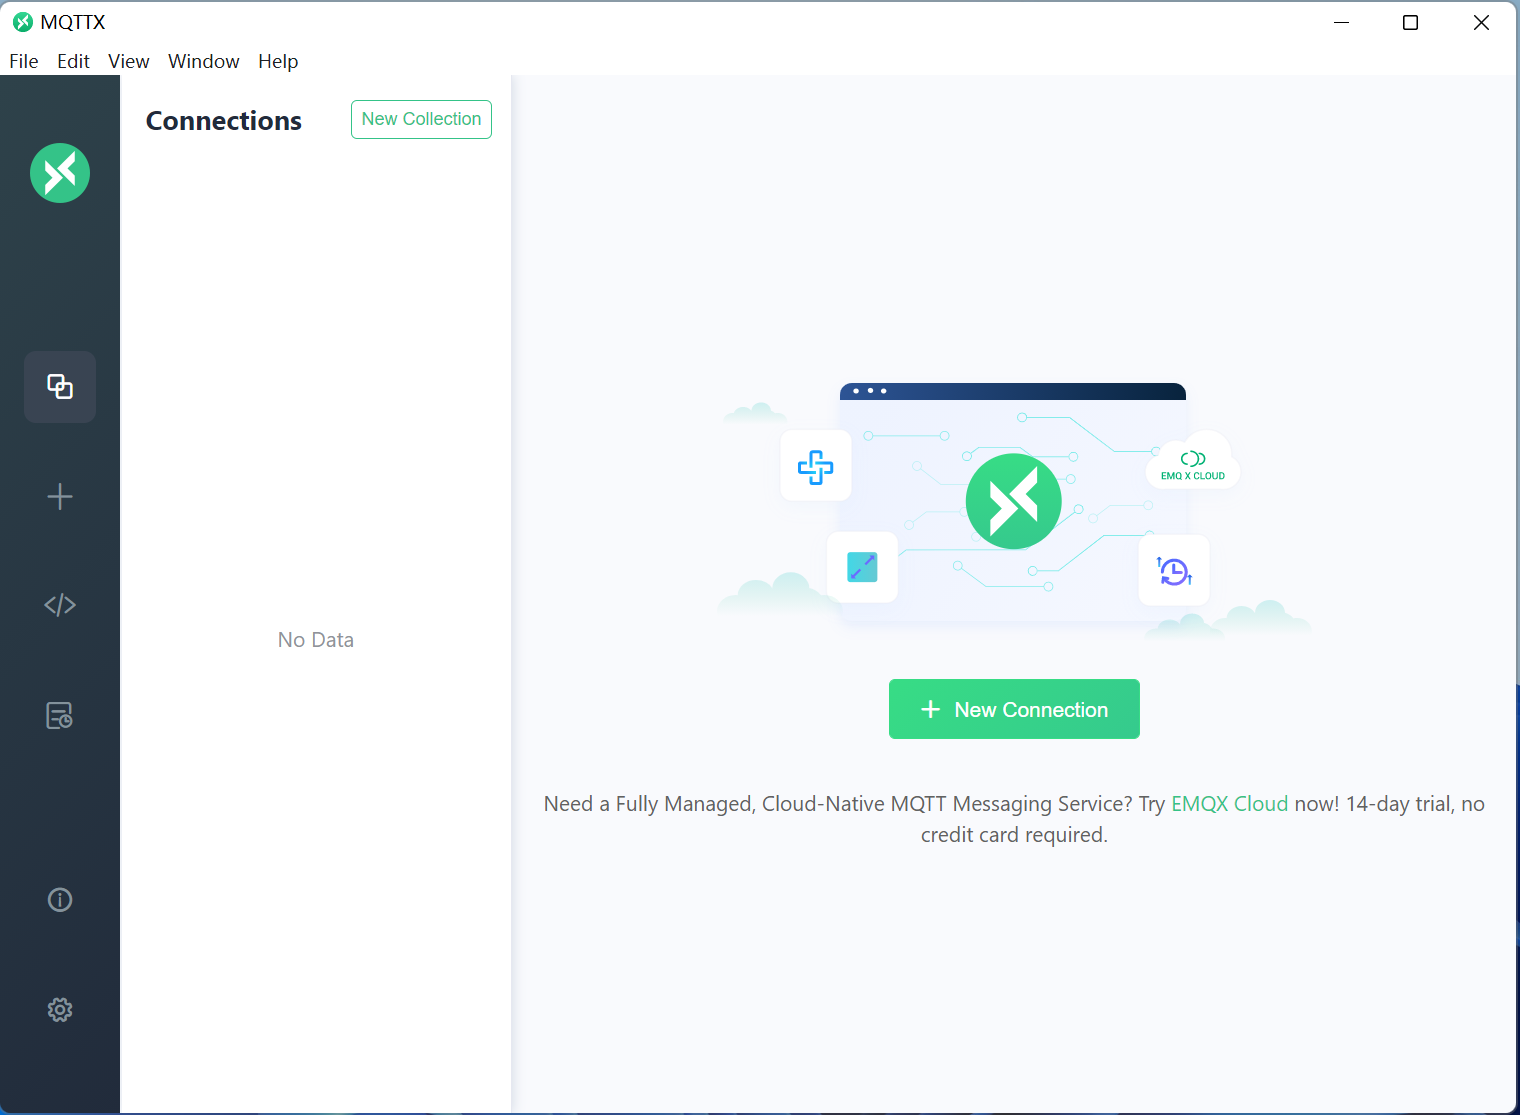 MQTTX
File Edit View Window Help
Connections
New Collection
No Data
EMQ X CLOUD
New Connection
Need a Fully Managed, Cloud-Native MQTT Messaging Service? Try EMQX Cloud now! 14-day trial, no
credit card required.